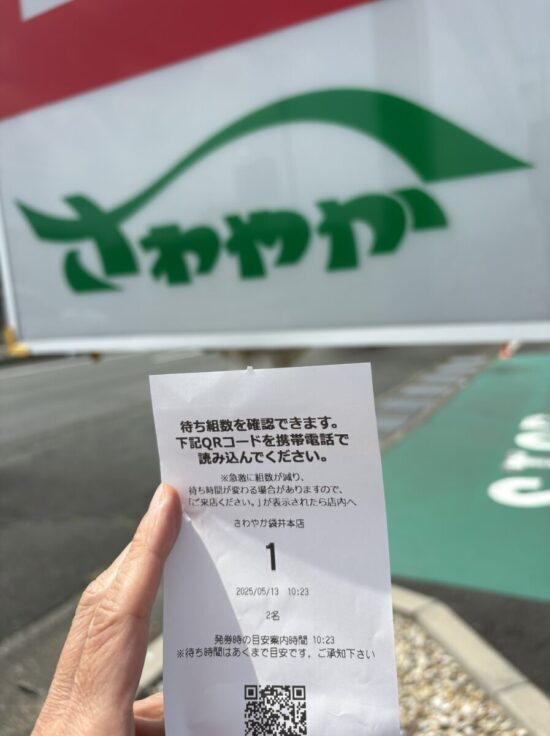 さわやか
待ち組数を確認できます。
下記QRコードを携帯電話で
読み込んでください。
※急激に組数が減り、
待ち時間が変わる場合がありますので、
「ご来店ください。」が表示されたら店内へ
さわやか袋井本店
1
2025/05/13 10:23
2名
発券時の目安案内時間 10:23
※待ち時間はあくまで目安です。ご承知下さい